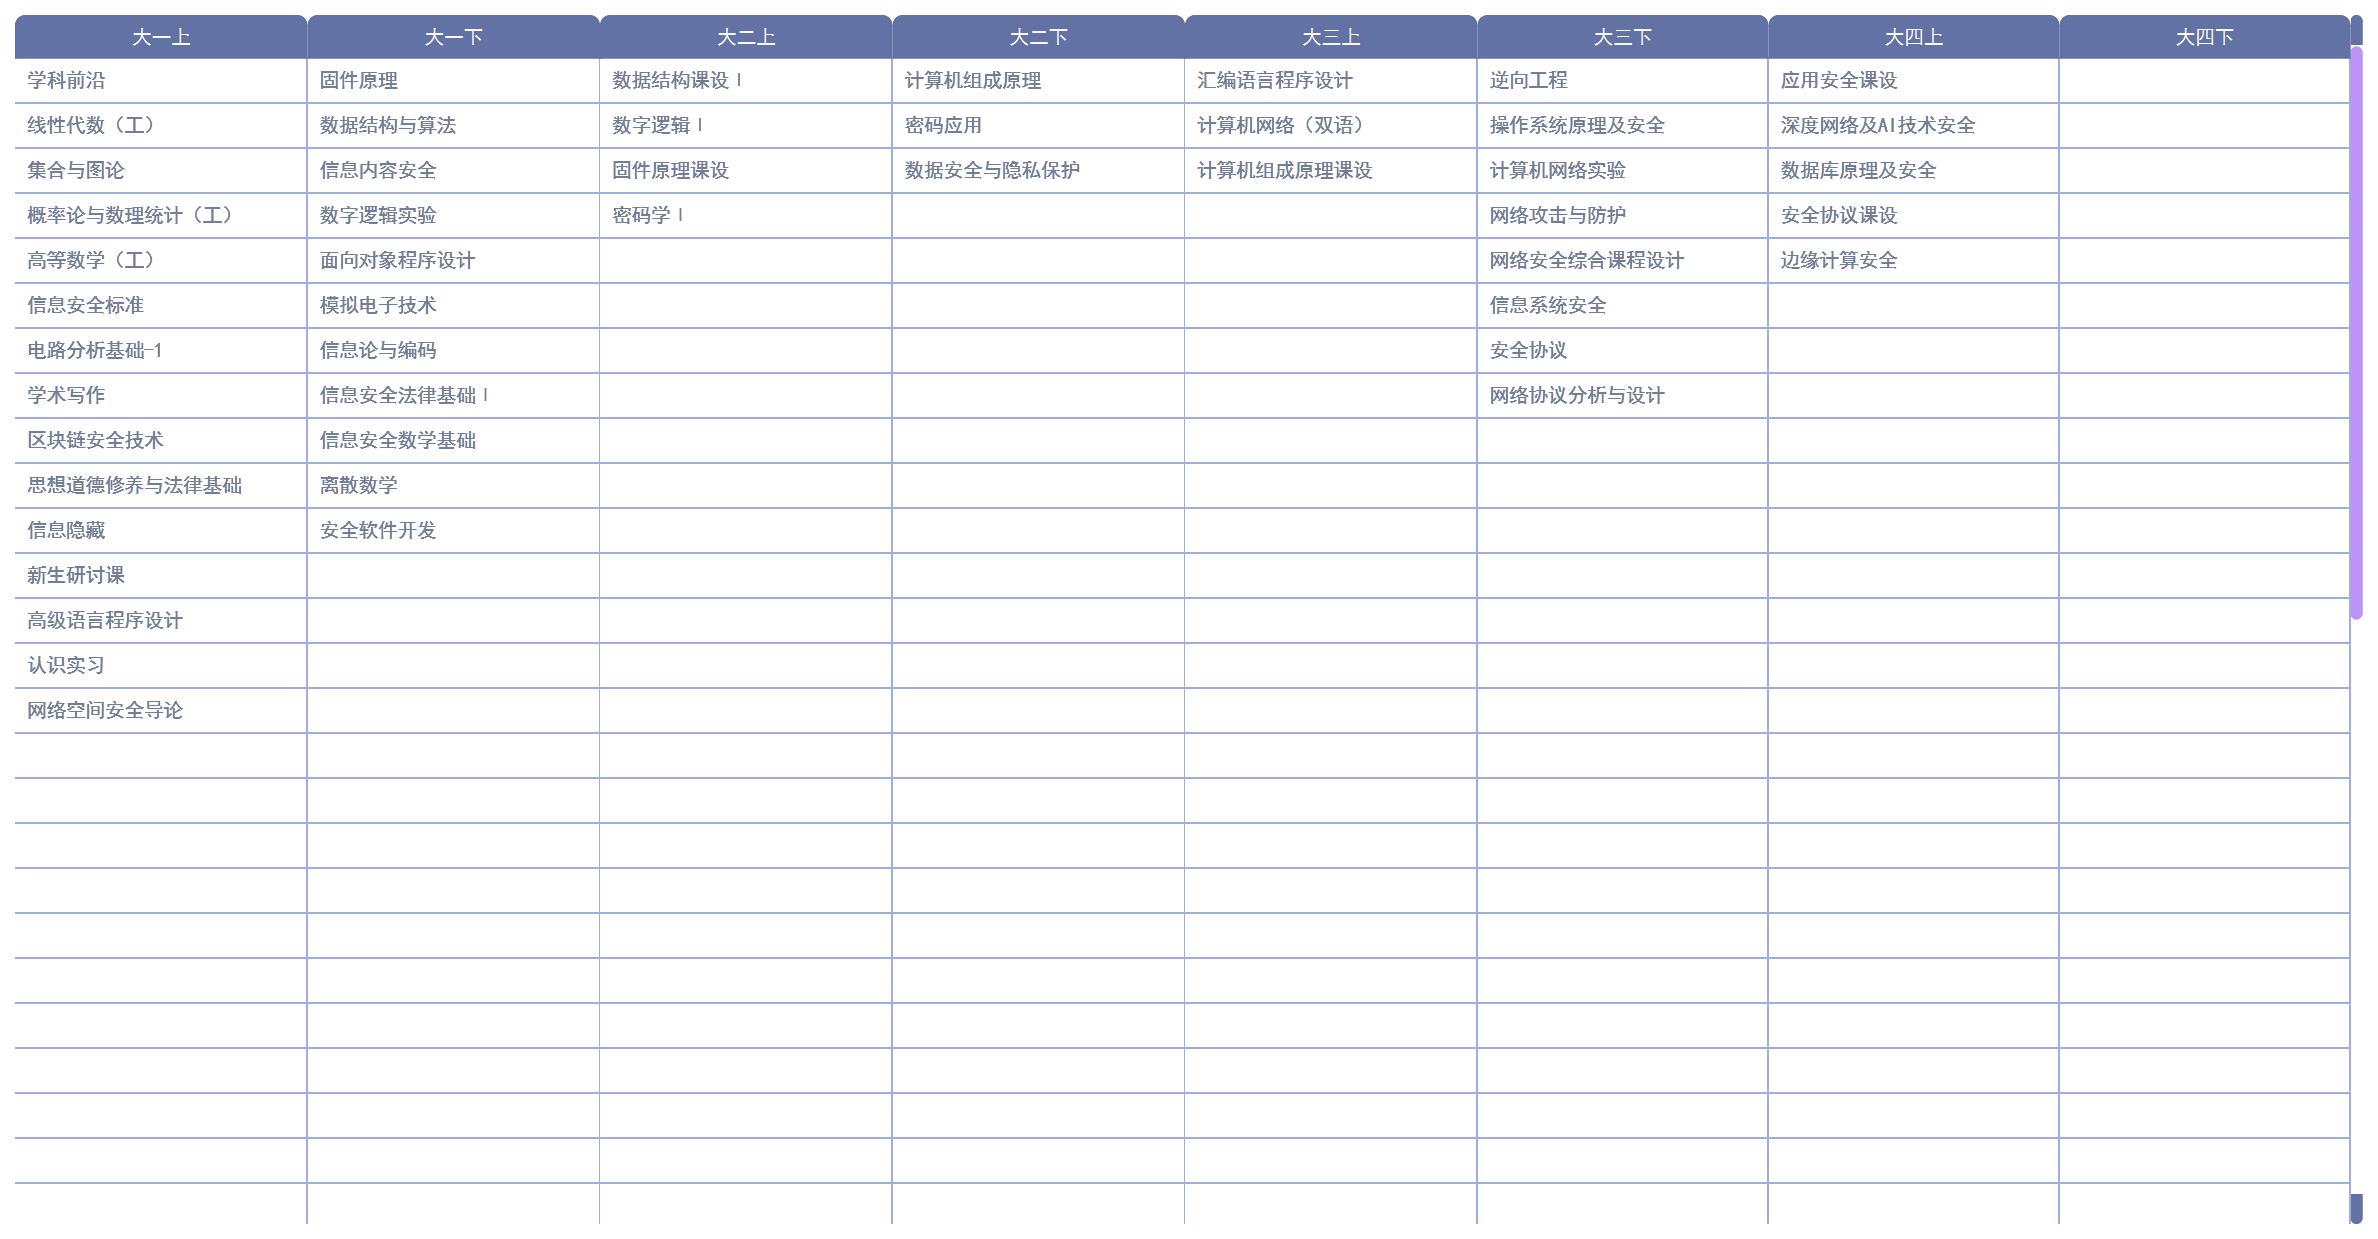 大一上 大一下 大二上 大二下 大三上 大三下 大四上 大四下
学科前沿 固件原理 数据结构课设Ⅰ 计算机组成原理 汇编语言程序设计 逆向工程 应用安全课设
线性代数（工） 数据结构与算法 数字逻辑Ⅰ 密码应用 计算机网络（双语） 操作系统原理及安全 深度网络及AI技术安全
集合与图论 信息内容安全 固件原理课设 数据安全与隐私保护 计算机组成原理课设 计算机网络实验 数据库原理及安全
概率论与数理统计（工） 数字逻辑实验 密码学Ⅰ 网络攻击与防护 安全协议课设
高等数学（工） 面向对象程序设计 网络安全综合课程设计 边缘计算安全
信息安全标准 模拟电子技术 信息系统安全
电路分析基础-1 信息论与编码 安全协议
学术写作 信息安全法律基础Ⅰ 网络协议分析与设计
区块链安全技术 信息安全数学基础
思想道德修养与法律基础 离散数学
信息隐藏 安全软件开发
新生研讨课
高级语言程序设计
认识实习
网络空间安全导论